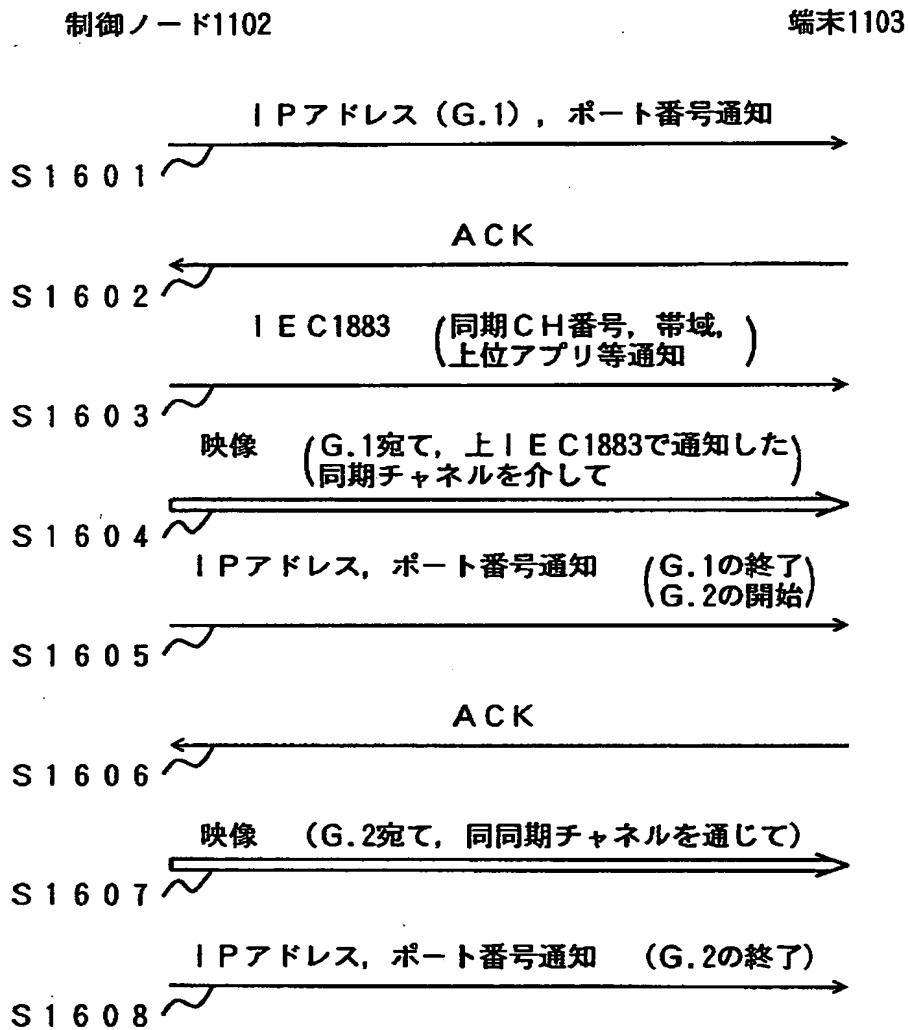 制御ノード1102
端末1103
IPアドレス(G.1),ポート番号通知
S1601
ACK
S1602
IEC1883 (同期CH番号,帯域,
上位アプリ等通知)
S1603
映像 (G.1宛て,上IEC1883で通知した
同期チャネルを介して)
S1604
IPアドレス,ポート番号通知 (G.1の終了
G.2の開始)
S1605
ACK
S1606
映像 (G.2宛て,同同期チャネルを通じて)
S1607
IPアドレス,ポート番号通知 (G.2の終了)
S1608